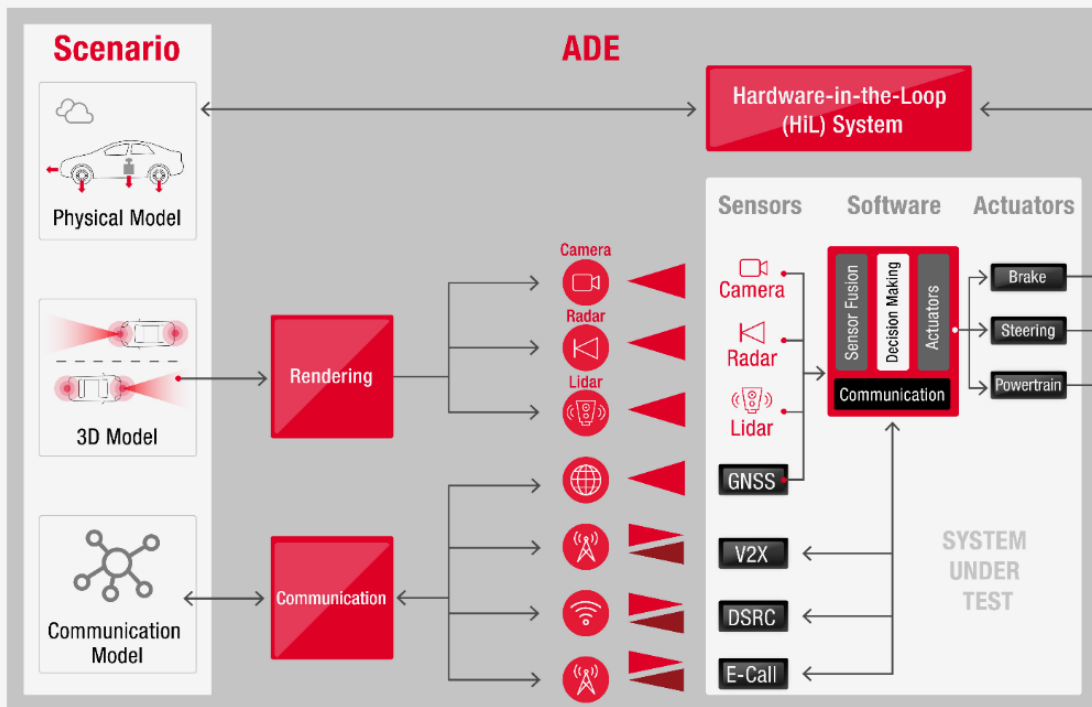 Scenario
ADE
Hardware-in-the-Loop
(HiL) System
Physical Model
Sensors
Software
Actuators
Camera
Radar
Lidar
Rendering
3D Model
Camera
Radar
Lidar
GNSS
Sensor Fusion
Decision Making
Actuators
Communication
Brake
Steering
Powertrain
Communication
Communication
Model
V2X
DSRC
E-Call
SYSTEM
UNDER
TEST